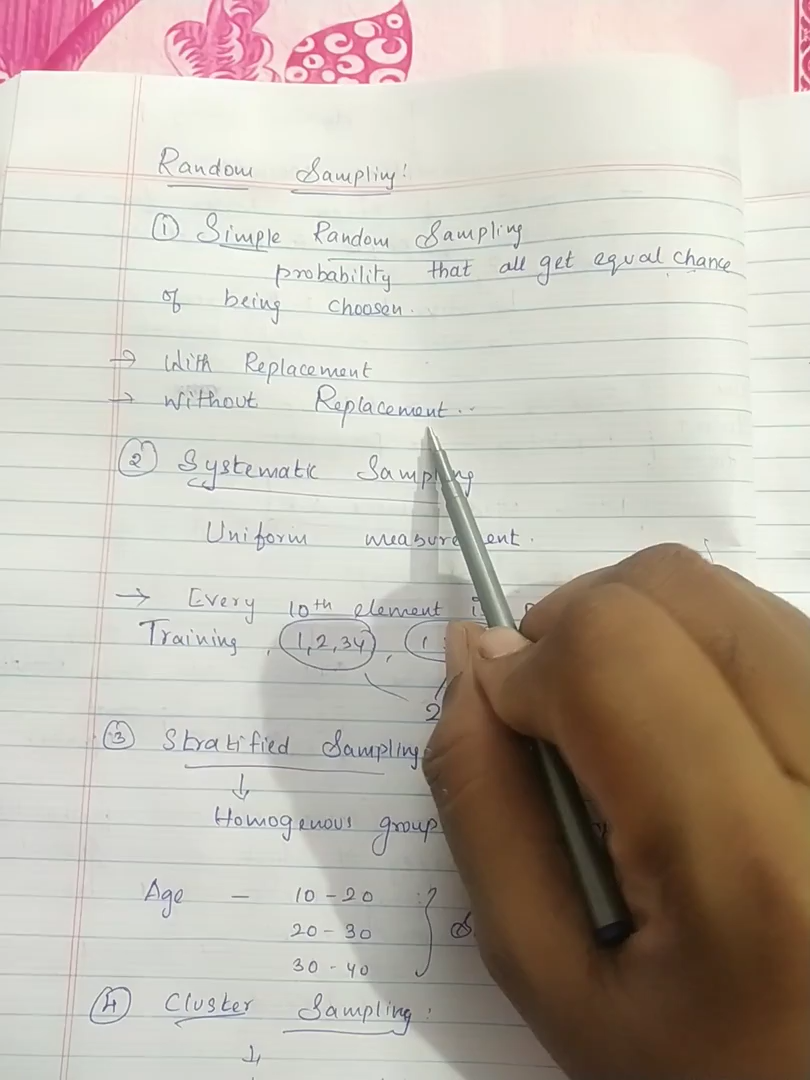 Random Sampling:
① Simple Random Sampling
probability that all get equal chance
of being choosen.
→ With Replacement
→ Without Replacement..
② Systematic Sampling
Uniform measurement.
→ Every 10th element
Training, 1,2,34, 1
2
③ Stratified Sampling
↓
Homogenous group
Age — 10-20
20-30
30-40
④ Cluster Sampling:
↓